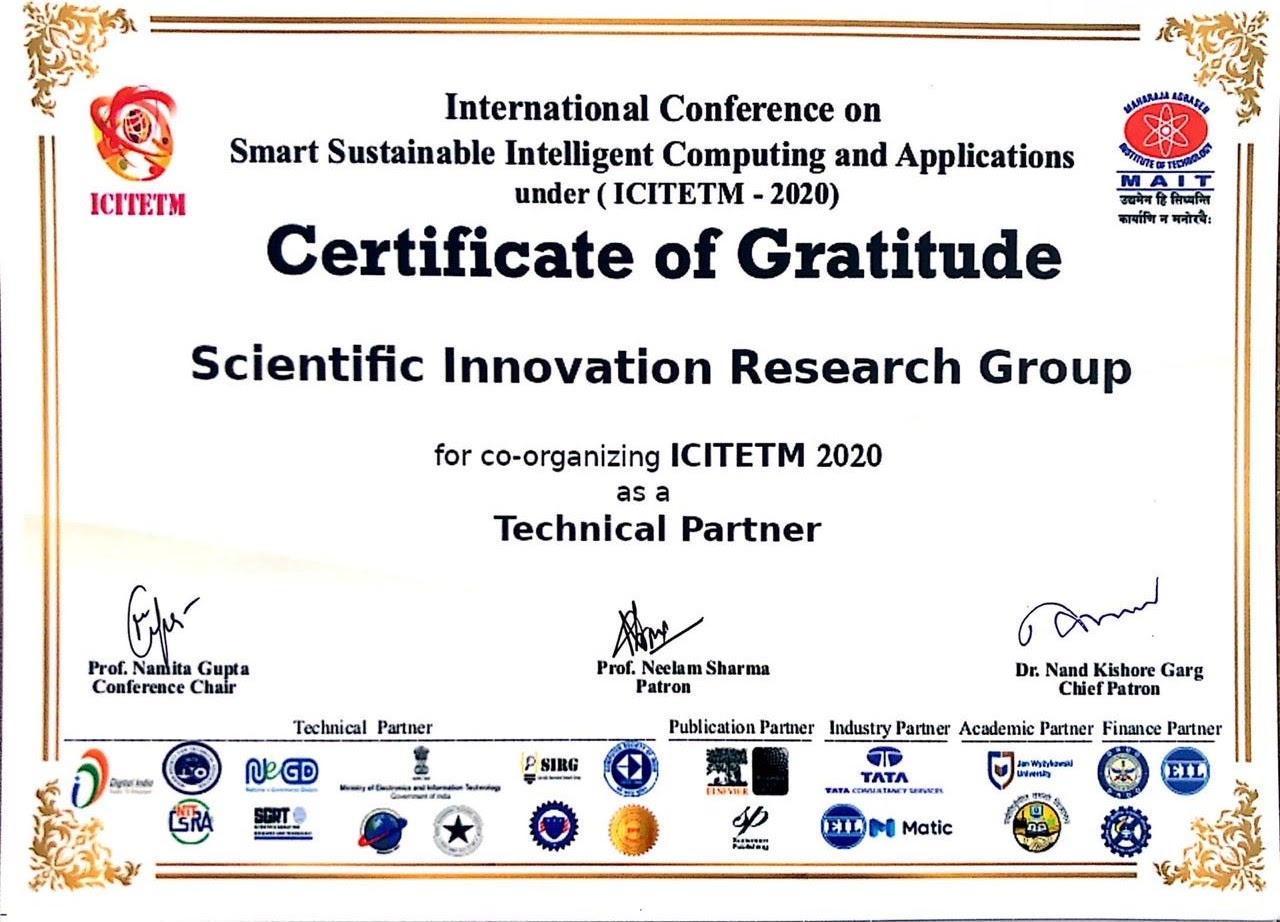 International Conference on
Smart Sustainable Intelligent Computing and Applications
under ( ICITETM - 2020)
ICITETM
MAHARAJA AGRASEN
INSTITUTE OF TECHNOLOGY
MAIT
उद्यमेन हि सिध्यन्ति
कार्याणि न मनोरथैः
Certificate of Gratitude
Scientific Innovation Research Group
for co-organizing ICITETM 2020
as a
Technical Partner
Prof. Namita Gupta
Conference Chair
Prof. Neelam Sharma
Patron
Dr. Nand Kishore Garg
Chief Patron
Technical Partner
Publication Partner
Industry Partner
Academic Partner
Finance Partner
Digital India
NeGD
Ministry of Electronics and Information Technology
Government of India
SIRG
ELSEVIER
TATA
TATA CONSULTANCY SERVICES
Jan Wyżykowski
University
DRDO
EIL
SGRT
EIL
Matic